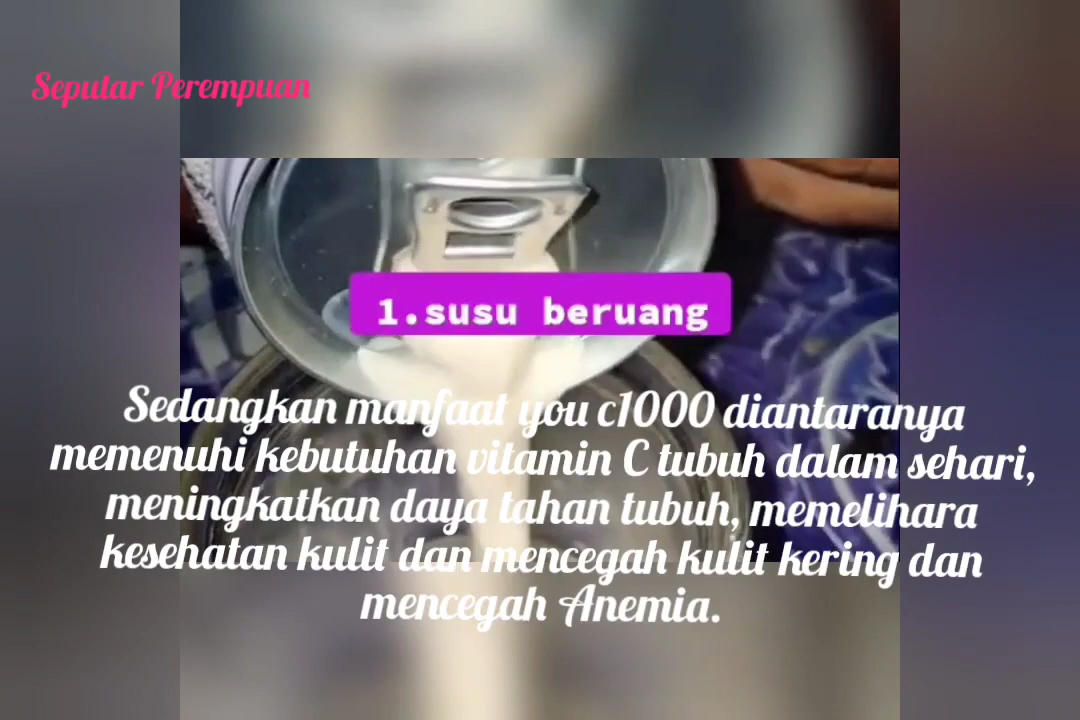 Seputar Perempuan
1.susu beruang
Sedangkan manfaat you c1000 diantaranya
memenuhi kebutuhan vitamin C tubuh dalam sehari,
meningkatkan daya tahan tubuh, memelihara
kesehatan kulit dan mencegah kulit kering dan
mencegah Anemia.